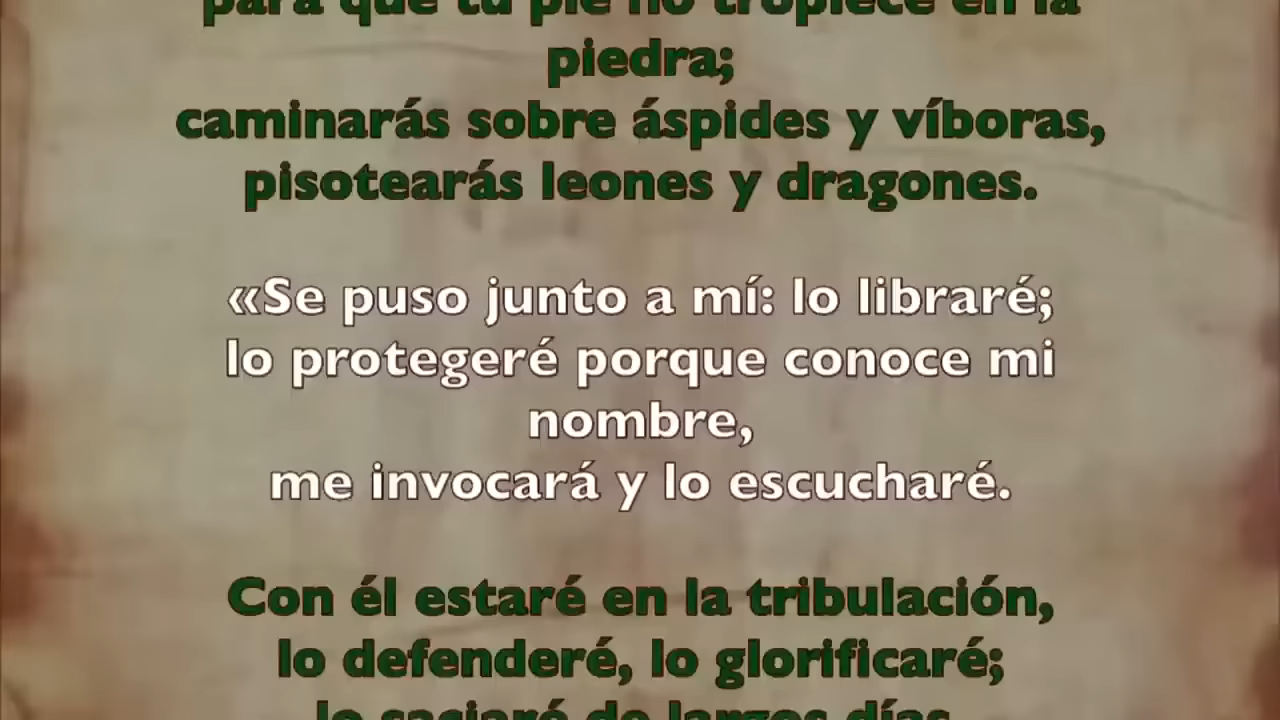 para que tu pie no tropiece en la
piedra;
caminarás sobre áspides y víboras,
pisotearás leones y dragones.
«Se puso junto a mí: lo libraré;
lo protegeré porque conoce mi
nombre,
me invocará y lo escucharé.
Con él estaré en la tribulación,
lo defenderé, lo glorificaré;
lo saciaré de largos días